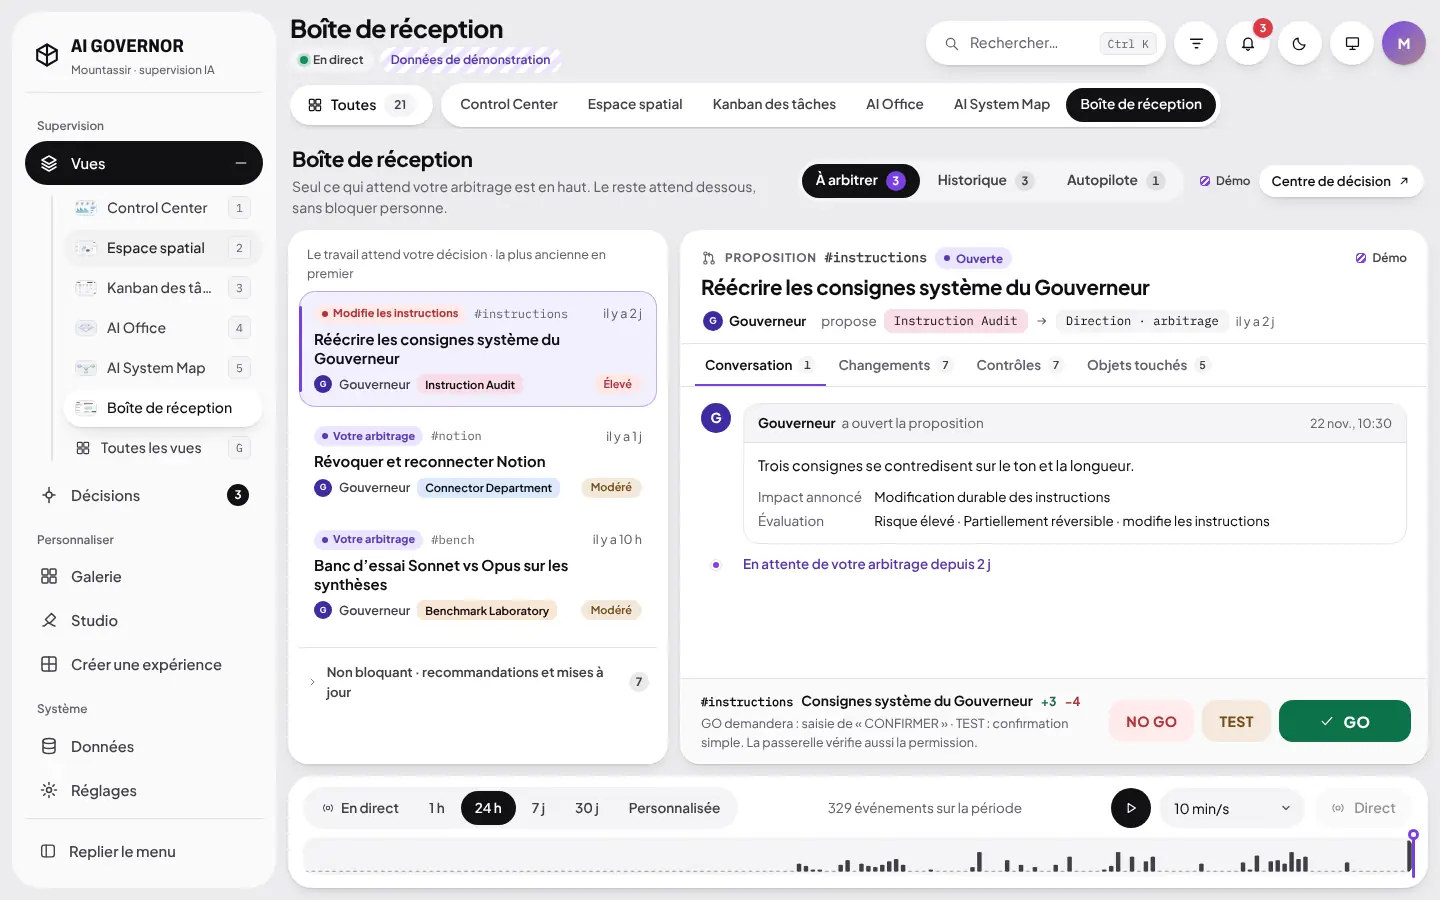 AI GOVERNOR
Mountassir · supervision IA
Supervision
Vues
Control Center 1
Espace spatial 2
Kanban des tâ… 3
AI Office 4
AI System Map 5
Boîte de réception
Toutes les vues G
Décisions 3
Personnaliser
Galerie
Studio
Créer une expérience
Système
Données
Réglages
Replier le menu
Boîte de réception
En direct Données de démonstration
Rechercher... Ctrl K
3
M
Toutes 21
Control Center Espace spatial Kanban des tâches AI Office AI System Map Boîte de réception
Boîte de réception
Seul ce qui attend votre arbitrage est en haut. Le reste attend dessous,
sans bloquer personne.
À arbitrer 3 Historique 3 Autopilote 1
Démo
Centre de décision ↗
Le travail attend votre décision · la plus ancienne en
premier
Modifie les instructions #instructions il y a 2 j
Réécrire les consignes système du
Gouverneur
G Gouverneur Instruction Audit Élevé
Votre arbitrage #notion il y a 1 j
Révoquer et reconnecter Notion
G Gouverneur Connector Department Modéré
Votre arbitrage #bench il y a 10 h
Banc d’essai Sonnet vs Opus sur les
synthèses
G Gouverneur Benchmark Laboratory Modéré
Non bloquant · recommandations et mises à
jour 7
PROPOSITION #instructions Ouverte Démo
Réécrire les consignes système du Gouverneur
G Gouverneur propose Instruction Audit → Direction · arbitrage il y a 2 j
Conversation 1 Changements 7 Contrôles 7 Objets touchés 5
G Gouverneur a ouvert la proposition 22 nov., 10:30
Trois consignes se contredisent sur le ton et la longueur.
Impact annoncé Modification durable des instructions
Évaluation Risque élevé · Partiellement réversible · modifie les instructions
En attente de votre arbitrage depuis 2 j
#instructions Consignes système du Gouverneur +3 −4
GO demandera : saisie de « CONFIRMER » · TEST : confirmation
simple. La passerelle vérifie aussi la permission.
NO GO TEST GO
En direct 1 h 24 h 7 j 30 j Personnalisée
329 événements sur la période
10 min/s
Direct